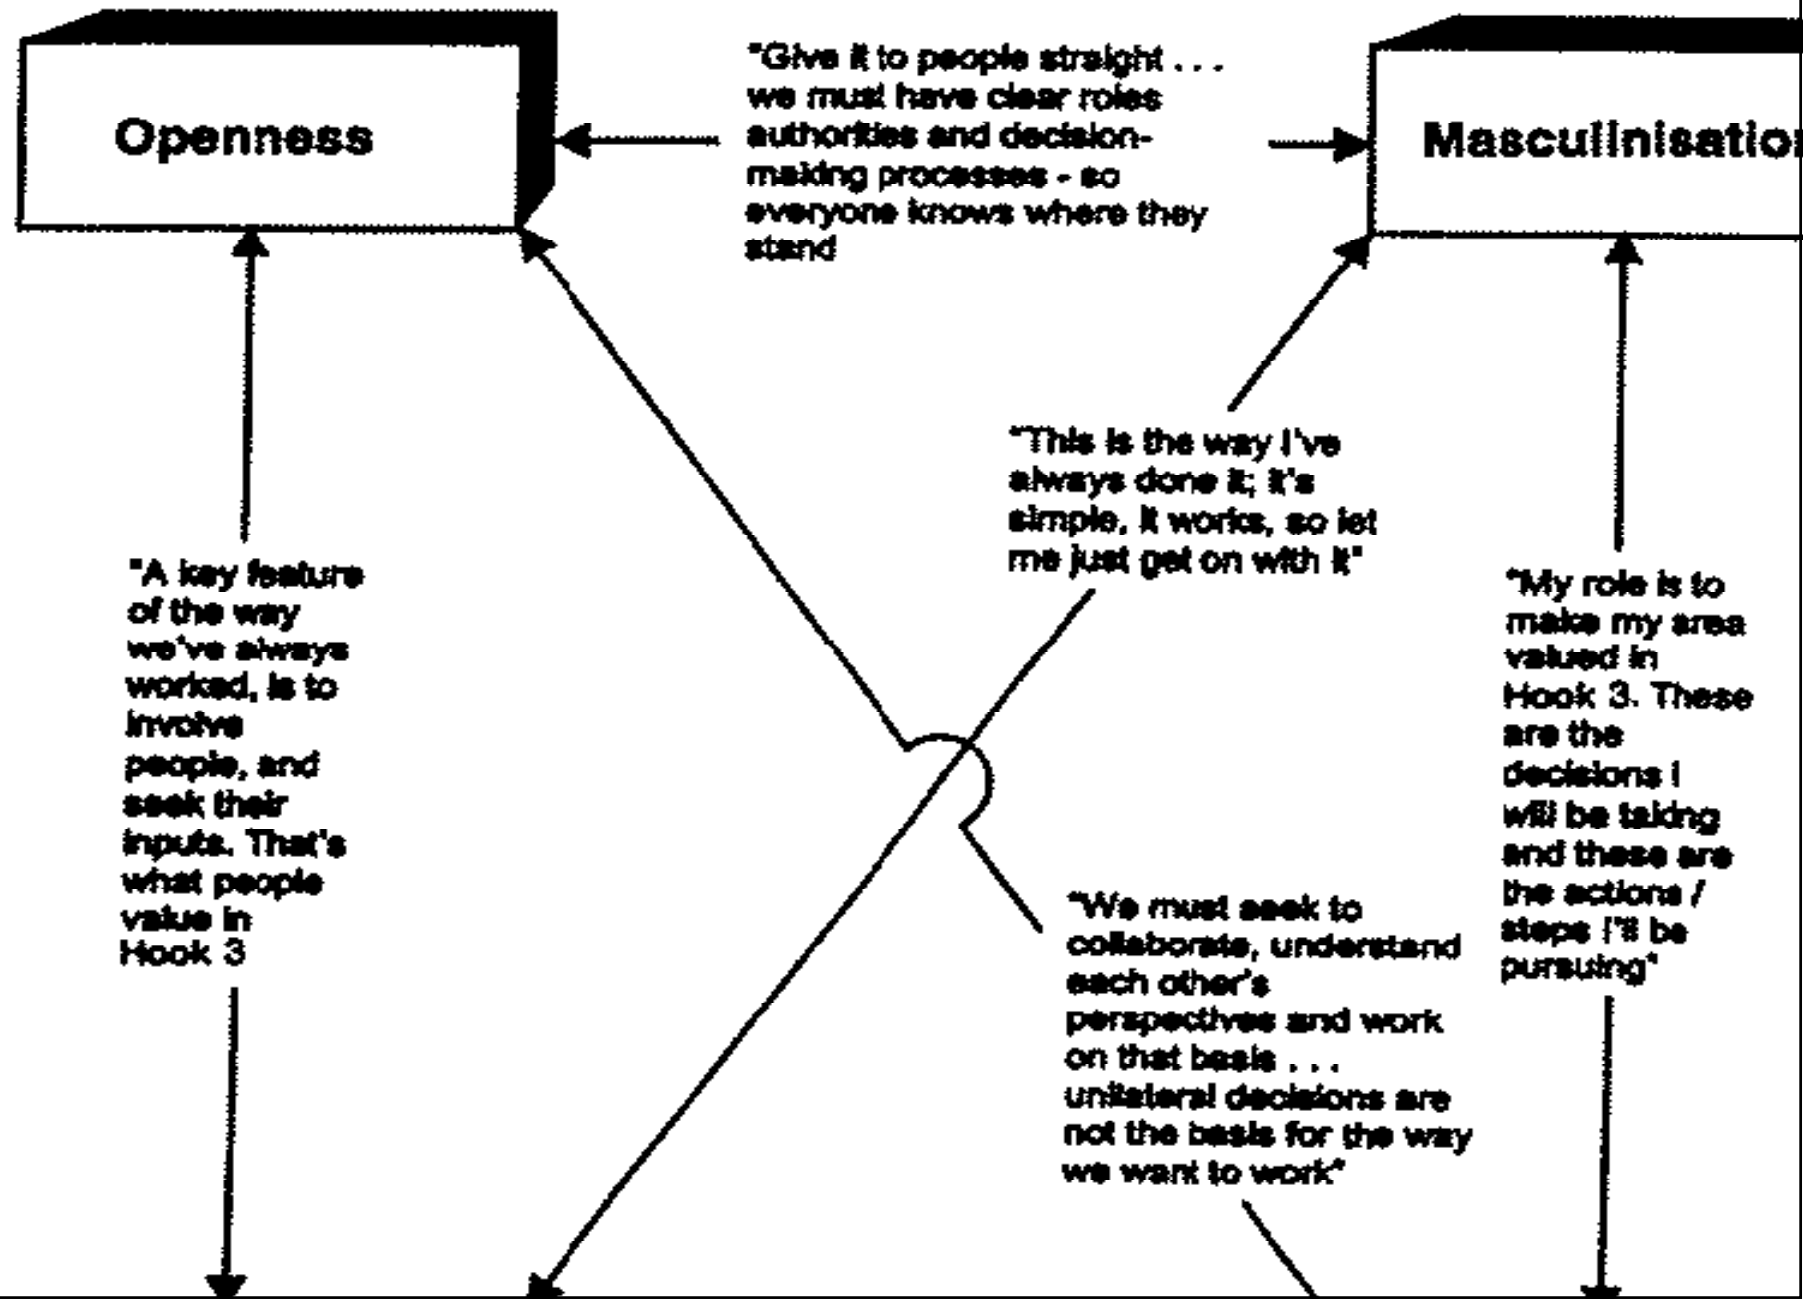 Openness
"Give it to people straight . . .
we must have clear roles
authorities and decision-
making processes - so
everyone knows where they
stand
Masculinisation
"This is the way I've
always done it; it's
simple, it works, so let
me just get on with it"
"A key feature
of the way
we've always
worked, is to
involve
people, and
seek their
inputs. That's
what people
value in
Hook 3
"My role is to
make my area
valued in
Hook 3. These
are the
decisions I
will be taking
and these are
the actions /
steps I'll be
pursuing"
"We must seek to
collaborate, understand
each other's
perspectives and work
on that basis . . .
unilateral decisions are
not the basis for the way
we want to work"